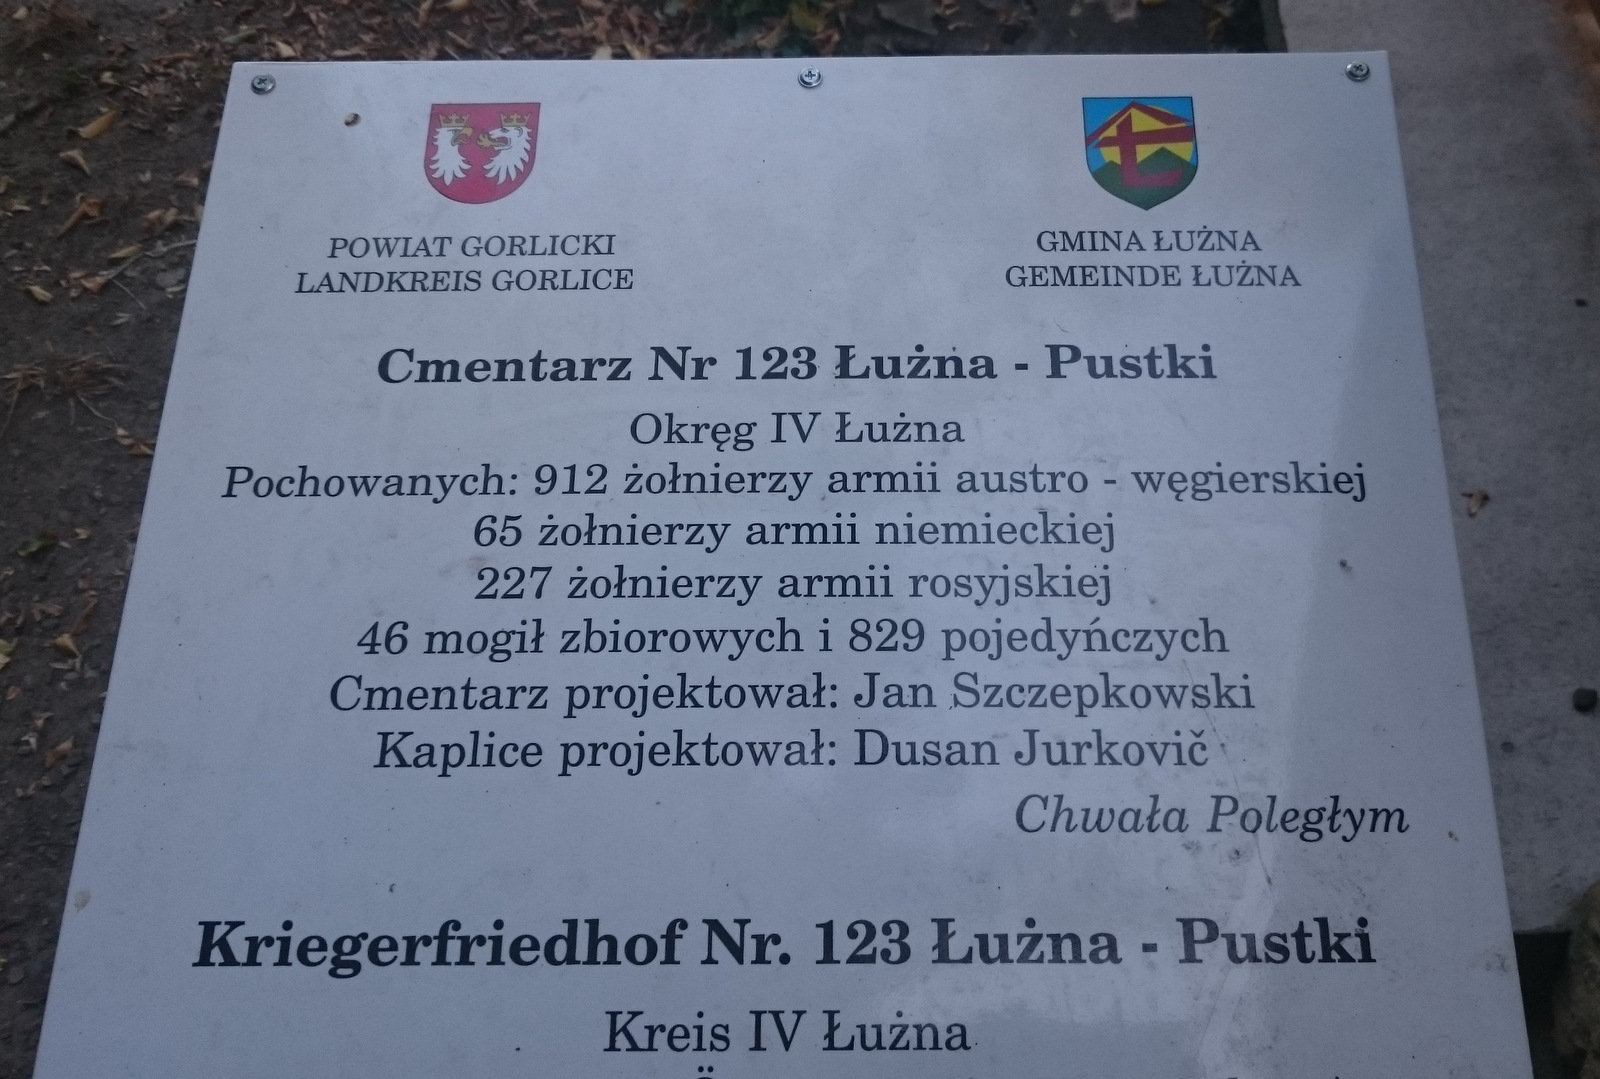 POWIAT GORLICKI
LANDKREIS GORLICE
GMINA ŁUŻNA
GEMEINDE ŁUŻNA
Cmentarz Nr 123 Łużna - Pustki
Okręg IV Łużna
Pochowanych: 912 żołnierzy armii austro - węgierskiej
65 żołnierzy armii niemieckiej
227 żołnierzy armii rosyjskiej
46 mogił zbiorowych i 829 pojedyńczych
Cmentarz projektował: Jan Szczepkowski
Kaplice projektował: Dusan Jurkovič
Chwała Poległym
Kriegerfriedhof Nr. 123 Łużna - Pustki
Kreis IV Łużna